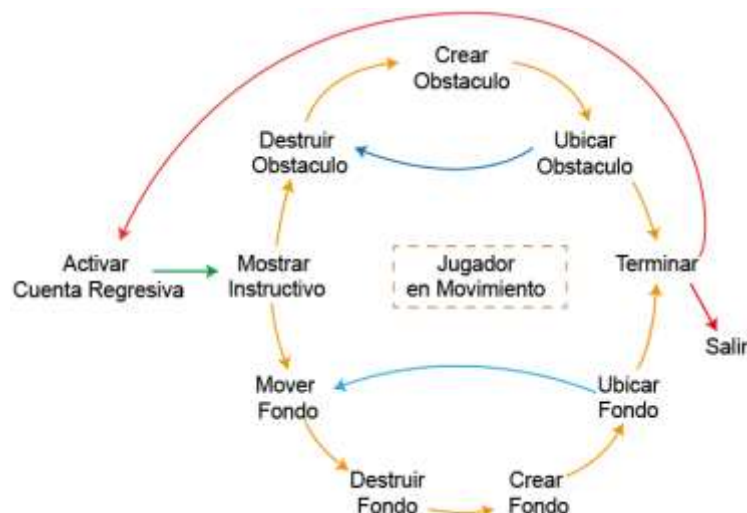 Crear
Obstaculo
Destruir
Obstaculo
Ubicar
Obstaculo
Activar
Cuenta Regresiva
Mostrar
Instructivo
Jugador
en Movimiento
Terminar
Salir
Mover
Fondo
Ubicar
Fondo
Destruir
Fondo
Crear
Fondo